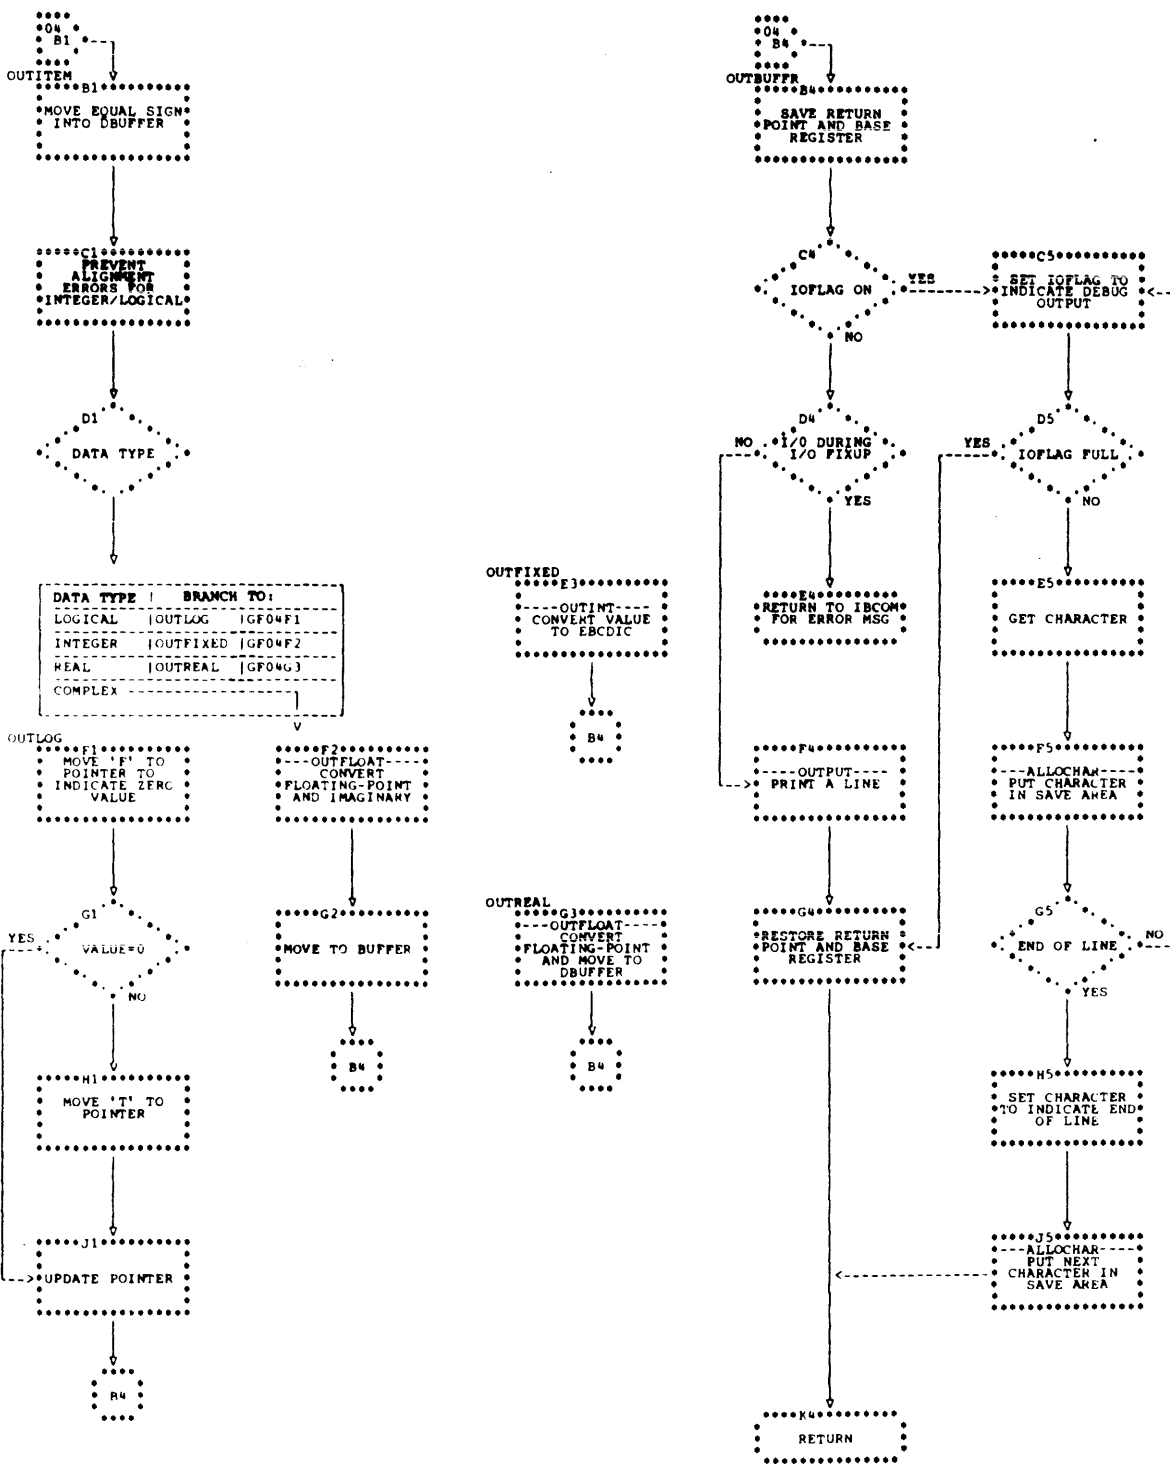 04
B1
OUTITEM
B1
MOVE EQUAL SIGN
INTO DBUFFER
C1
PREVENT
ALIGNMENT
ERRORS FOR
INTEGER/LOGICAL
D1
DATA TYPE
DATA TYPE | BRANCH TO:
LOGICAL |OUTLOG |GF04F1
INTEGER |OUTFIXED |GF04F2
REAL |OUTREAL |GF04G3
COMPLEX
OUTLOG
F1
MOVE 'F' TO
POINTER TO
INDICATE ZERO
VALUE
G1
VALUE=0
YES
NO
H1
MOVE 'T' TO
POINTER
J1
UPDATE POINTER
B4
F2
---OUTFLOAT----
CONVERT
FLOATING-POINT
AND IMAGINARY
G2
MOVE TO BUFFER
B4
OUTFIXED
E3
----OUTINT----
CONVERT VALUE
TO EBCDIC
B4
OUTREAL
G3
---OUTFLOAT----
CONVERT
FLOATING-POINT
AND MOVE TO
DBUFFER
B4
04
B4
OUTBUFFR
B4
SAVE RETURN
POINT AND BASE
REGISTER
C4
IOFLAG ON
YES
NO
D4
I/O DURING
I/O FIXUP
NO
YES
E4
RETURN TO IBCOM
FOR ERROR MSG
F4
----OUTPUT----
PRINT A LINE
G4
RESTORE RETURN
POINT AND BASE
REGISTER
K4
RETURN
C5
SET IOFLAG TO
INDICATE DEBUG
OUTPUT
D5
IOFLAG FULL
YES
NO
E5
GET CHARACTER
F5
---ALLOCHAR----
PUT CHARACTER
IN SAVE AREA
G5
END OF LINE
NO
YES
H5
SET CHARACTER
TO INDICATE END
OF LINE
J5
---ALLOCHAR----
PUT NEXT
CHARACTER IN
SAVE AREA